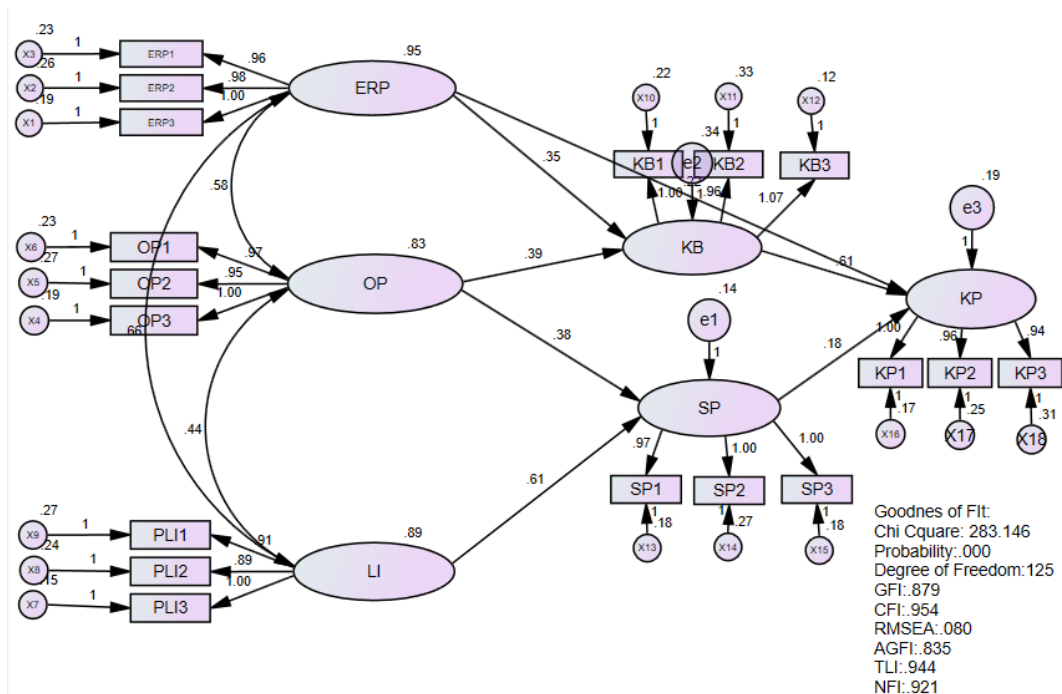 .23
X3
1
ERP1
.96
.95
.26
X2
1
ERP2
.98
ERP
.19
X1
1
ERP3
1.00
.58
.35
.22
.33
.12
X10
X11
X12
1
1
1
.34
KB1
e2
KB2
KB3
.22
1.00
1
.96
1.07
.19
e3
1
.23
X6
1
OP1
.97
.83
.27
X5
1
OP2
.95
OP
.39
KB
.61
.19
X4
1
OP3
1.00
.66
KP
.38
.14
e1
1
.18
1.00
.96
.94
KP1
KP2
KP3
1
.17
1
.25
1
.31
X16
X17
X18
.44
SP
.97
1.00
1.00
.61
SP1
SP2
SP3
1
.18
1
.27
1
.18
X13
X14
X15
.27
X9
1
PLI1
.91
.89
.24
X8
1
PLI2
.89
LI
.15
X7
1
PLI3
1.00
Goodnes of FIt:
Chi Cquare: 283.146
Probability:.000
Degree of Freedom:125
GFI:.879
CFI:.954
RMSEA:.080
AGFI:.835
TLI:.944
NFI:.921